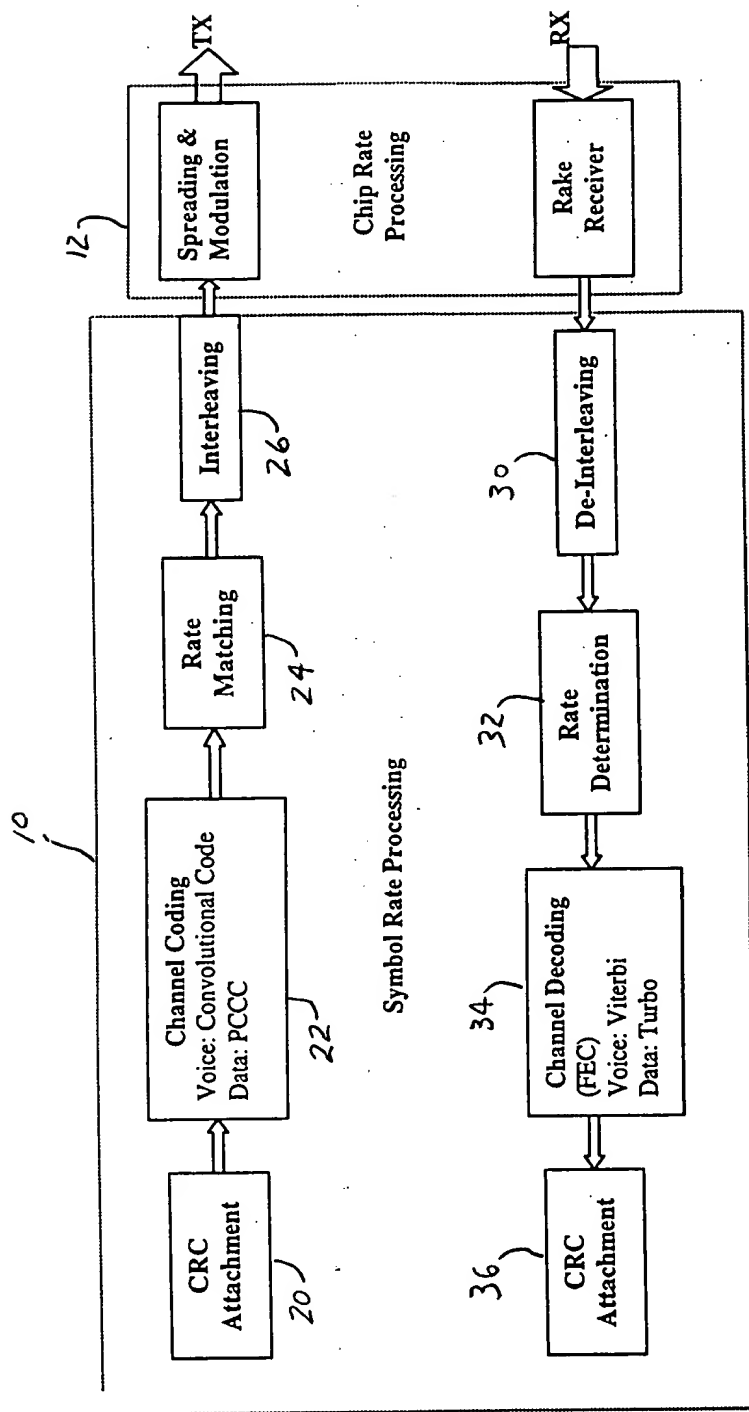 10
12
CRC
Attachment
20
Channel Coding
Voice: Convolutional Code
Data: PCCC
22
Rate
Matching
24
Interleaving
26
Spreading &
Modulation
TX
Symbol Rate Processing
Chip Rate
Processing
CRC
Attachment
36
Channel Decoding
(FEC)
Voice: Viterbi
Data: Turbo
34
Rate
Determination
32
De-Interleaving
30
Rake
Receiver
RX